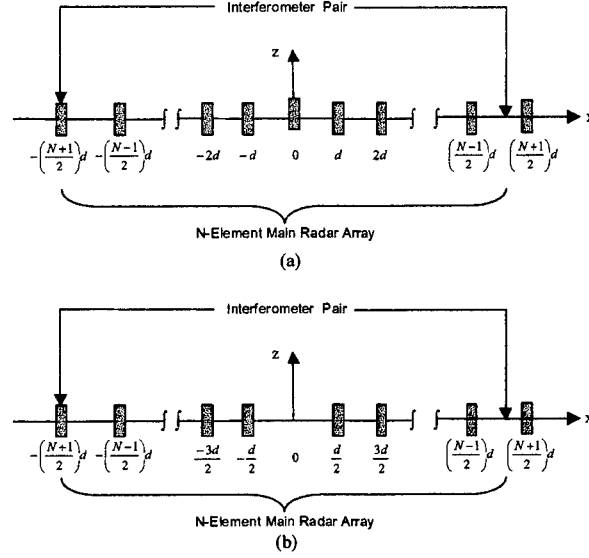 Interferometer Pair
z
x
-((N+1)/2)d -((N-1)/2)d -2d -d 0 d 2d ((N-1)/2)d ((N+1)/2)d
N-Element Main Radar Array
(a)
Interferometer Pair
z
x
-((N+1)/2)d -((N-1)/2)d -3d/2 -d/2 0 d/2 3d/2 ((N-1)/2)d ((N+1)/2)d
N-Element Main Radar Array
(b)